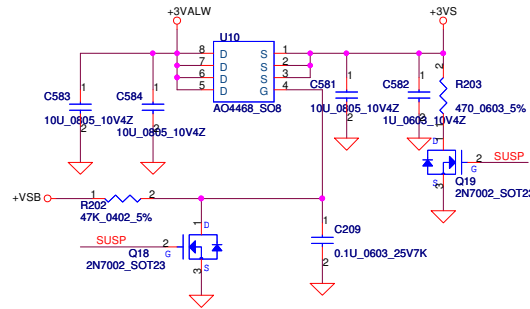 +3VALW
+3VS
U10
8 D S 1
7 D S 2
6 D S 3
5 D G 4
AO4468_SO8
1
C583
2
10U_0805_10V4Z
1
C584
2
10U_0805_10V4Z
1
C581
2
10U_0805_10V4Z
1
C582
2
1U_0603_10V4Z
2
R203
470_0603_5%
1
D
SUSP
2
G
Q19
S
3
2N7002_SOT23
+VSB
1
2
R202
47K_0402_5%
1
D
SUSP
2
G
Q18
S
3
2N7002_SOT23
1
C209
0.1U_0603_25V7K
2